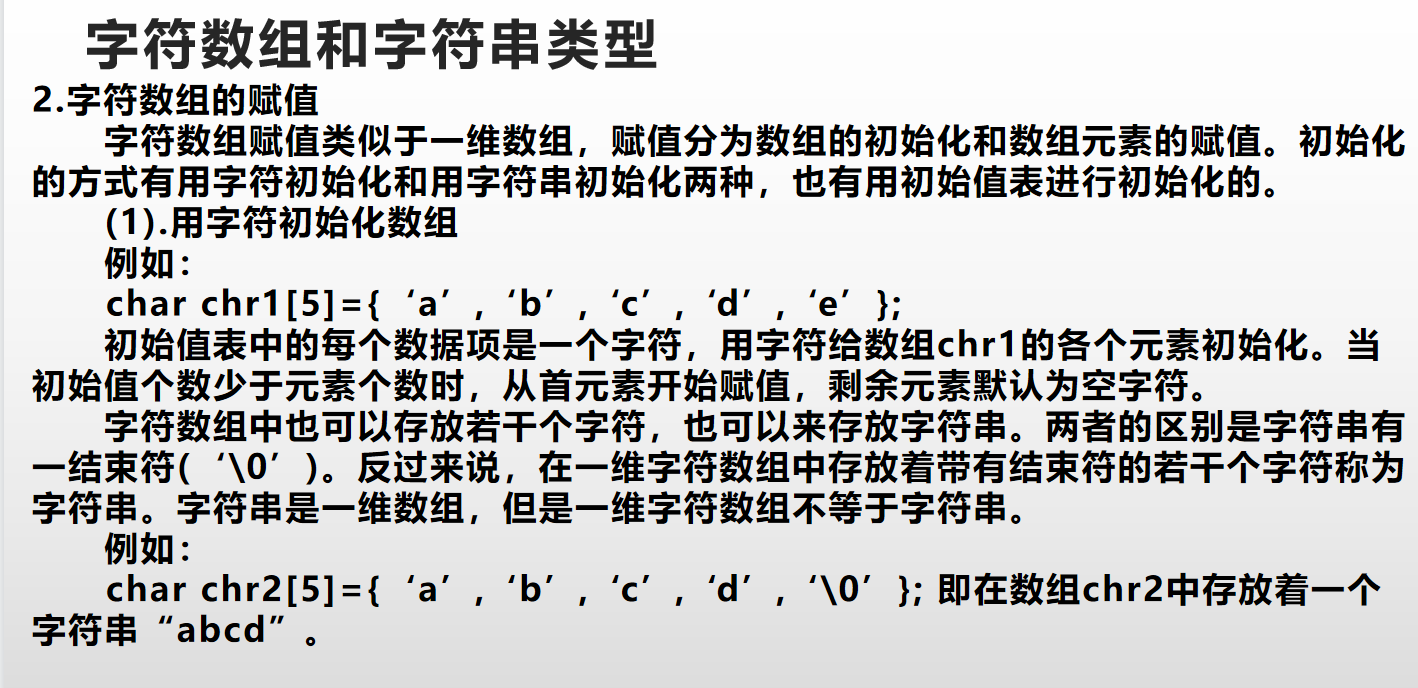 字符数组和字符串类型
2.字符数组的赋值
字符数组赋值类似于一维数组，赋值分为数组的初始化和数组元素的赋值。初始化
的方式有用字符初始化和用字符串初始化两种，也有用初始值表进行初始化的。
(1).用字符初始化数组
例如：
char chr1[5]={‘a’,‘b’,‘c’,‘d’,‘e’};
初始值表中的每个数据项是一个字符，用字符给数组chr1的各个元素初始化。当
初始值个数少于元素个数时，从首元素开始赋值，剩余元素默认为空字符。
字符数组中也可以存放若干个字符，也可以来存放字符串。两者的区别是字符串有
一结束符(‘\0’)。反过来说，在一维字符数组中存放着带有结束符的若干个字符称为
字符串。字符串是一维数组，但是一维字符数组不等于字符串。
例如：
char chr2[5]={‘a’,‘b’,‘c’,‘d’,‘\0’}; 即在数组chr2中存放着一个
字符串“abcd”。